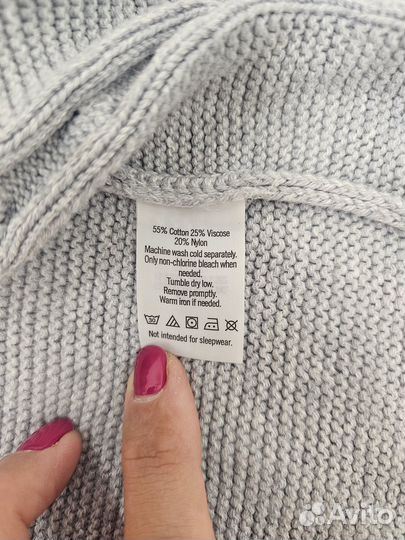 55% Cotton 25% Viscose
20% Nylon
Machine wash cold separately.
Only non-chlorine bleach when
needed.
Tumble dry low.
Remove promptly.
Warm iron if needed.
30
Not intended for sleepwear.
Avito